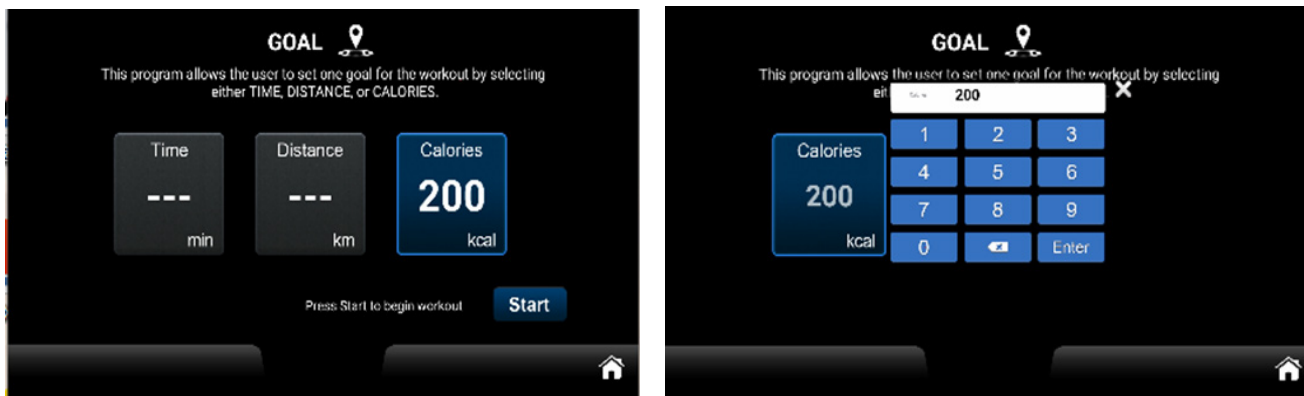 GOAL
This program allows the user to set one goal for the workout by selecting
either TIME, DISTANCE, or CALORIES.
Time
---
min
Distance
---
km
Calories
200
kcal
Press Start to begin workout
Start
GOAL
This program allows the user to set one goal for the workout by selecting
eit
200
1 2 3
4 5 6
7 8 9
0 Enter
Calories
200
kcal